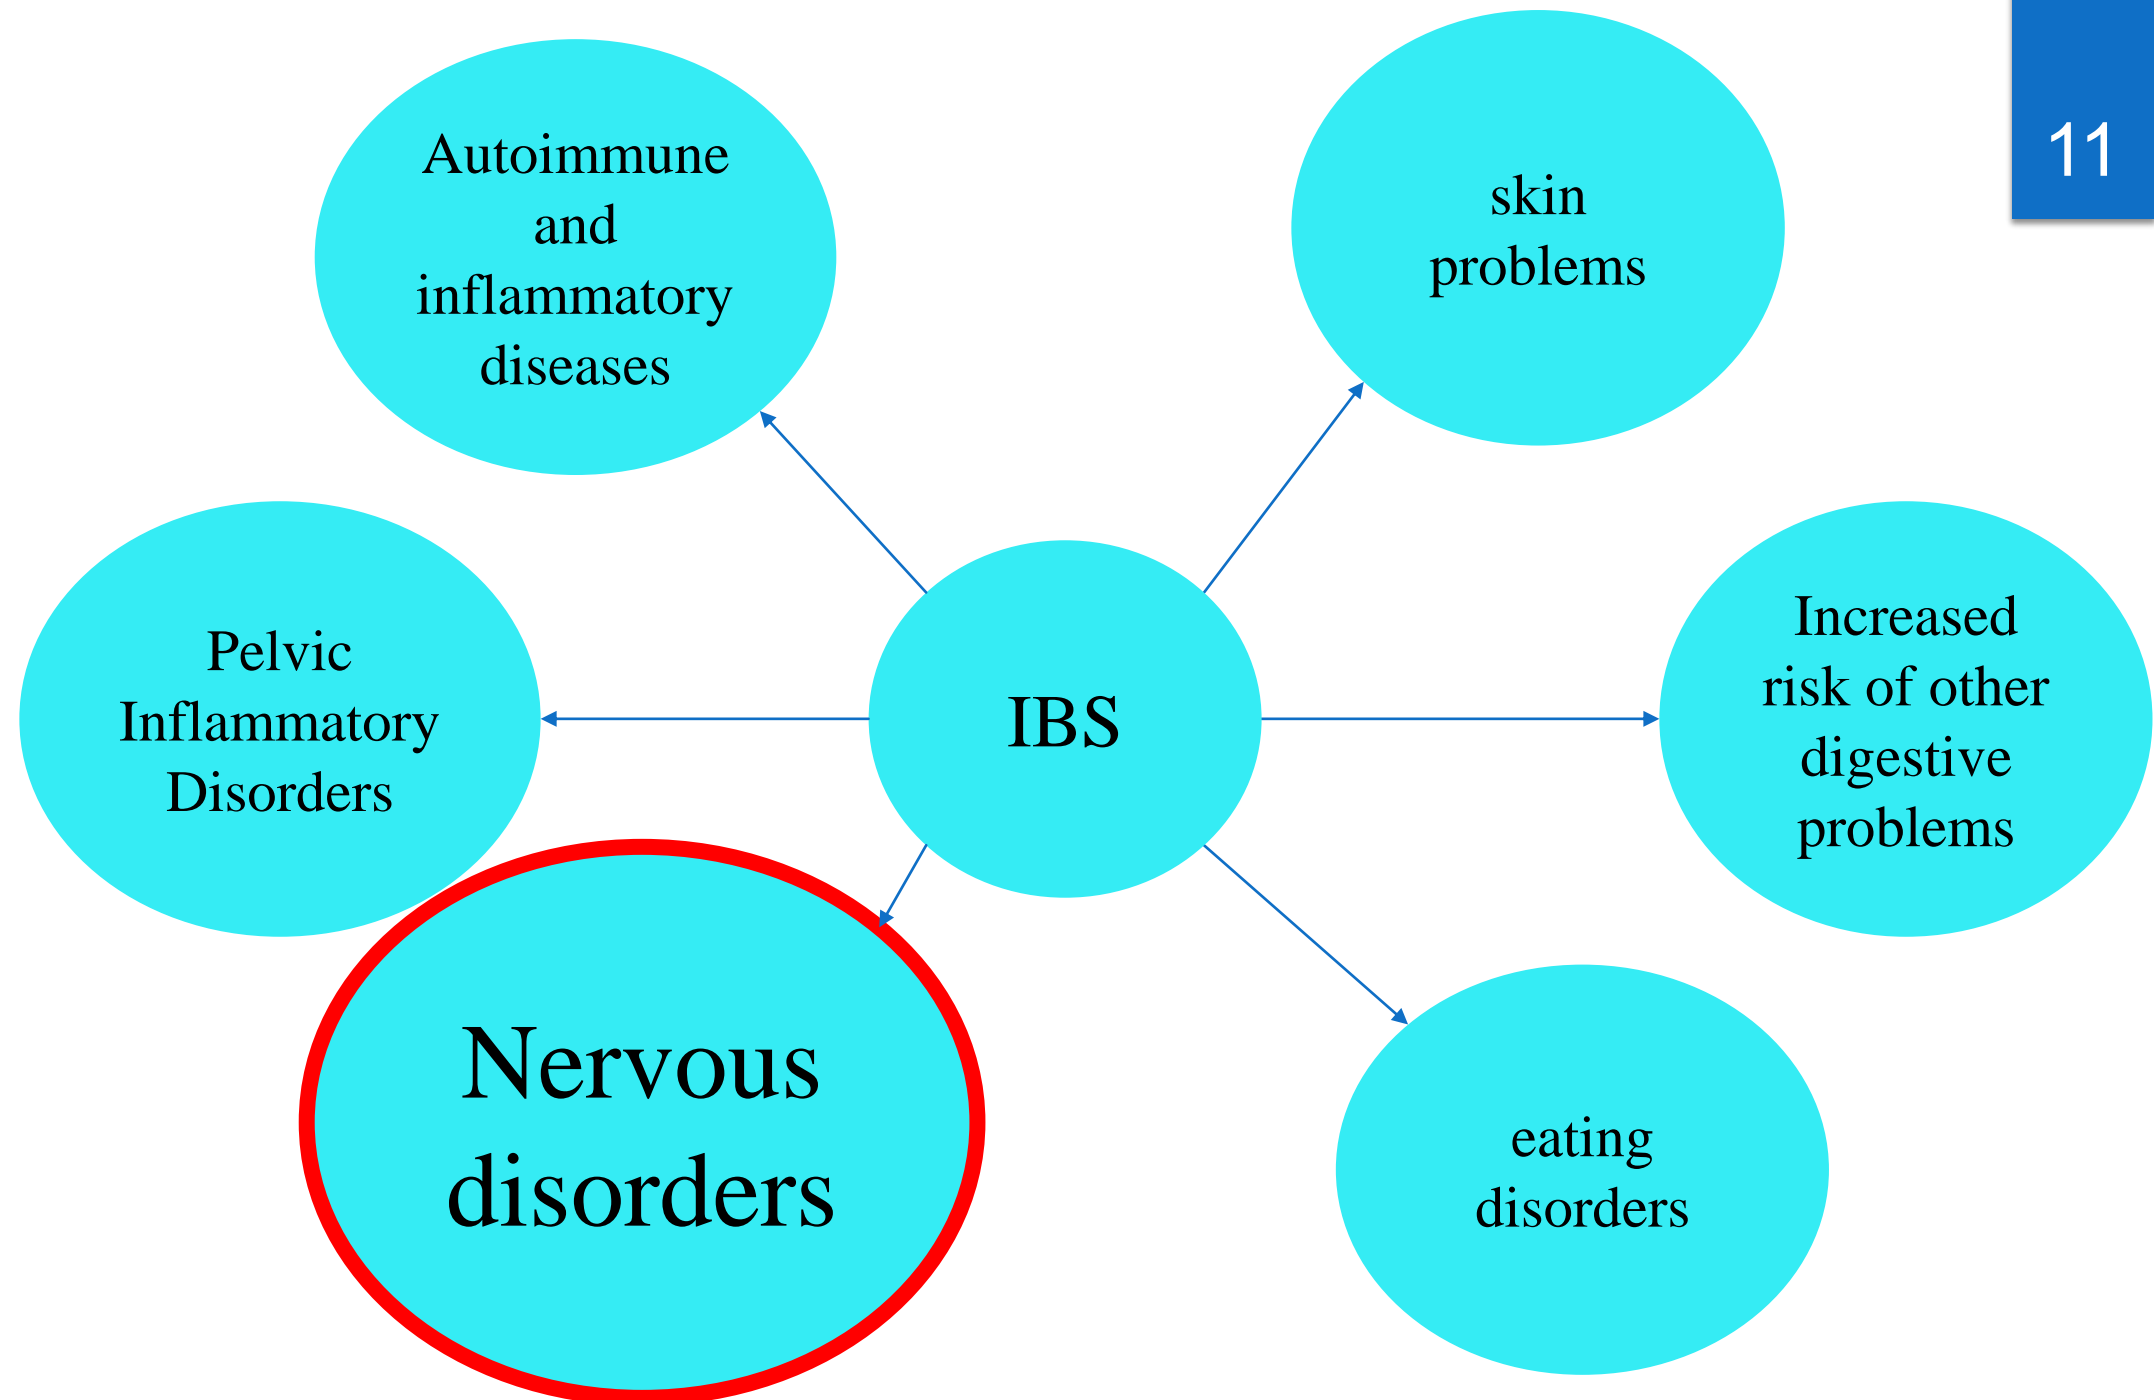 11
Autoimmune
and
inflammatory
diseases
skin
problems
Pelvic
Inflammatory
Disorders
IBS
Increased
risk of other
digestive
problems
Nervous
disorders
eating
disorders